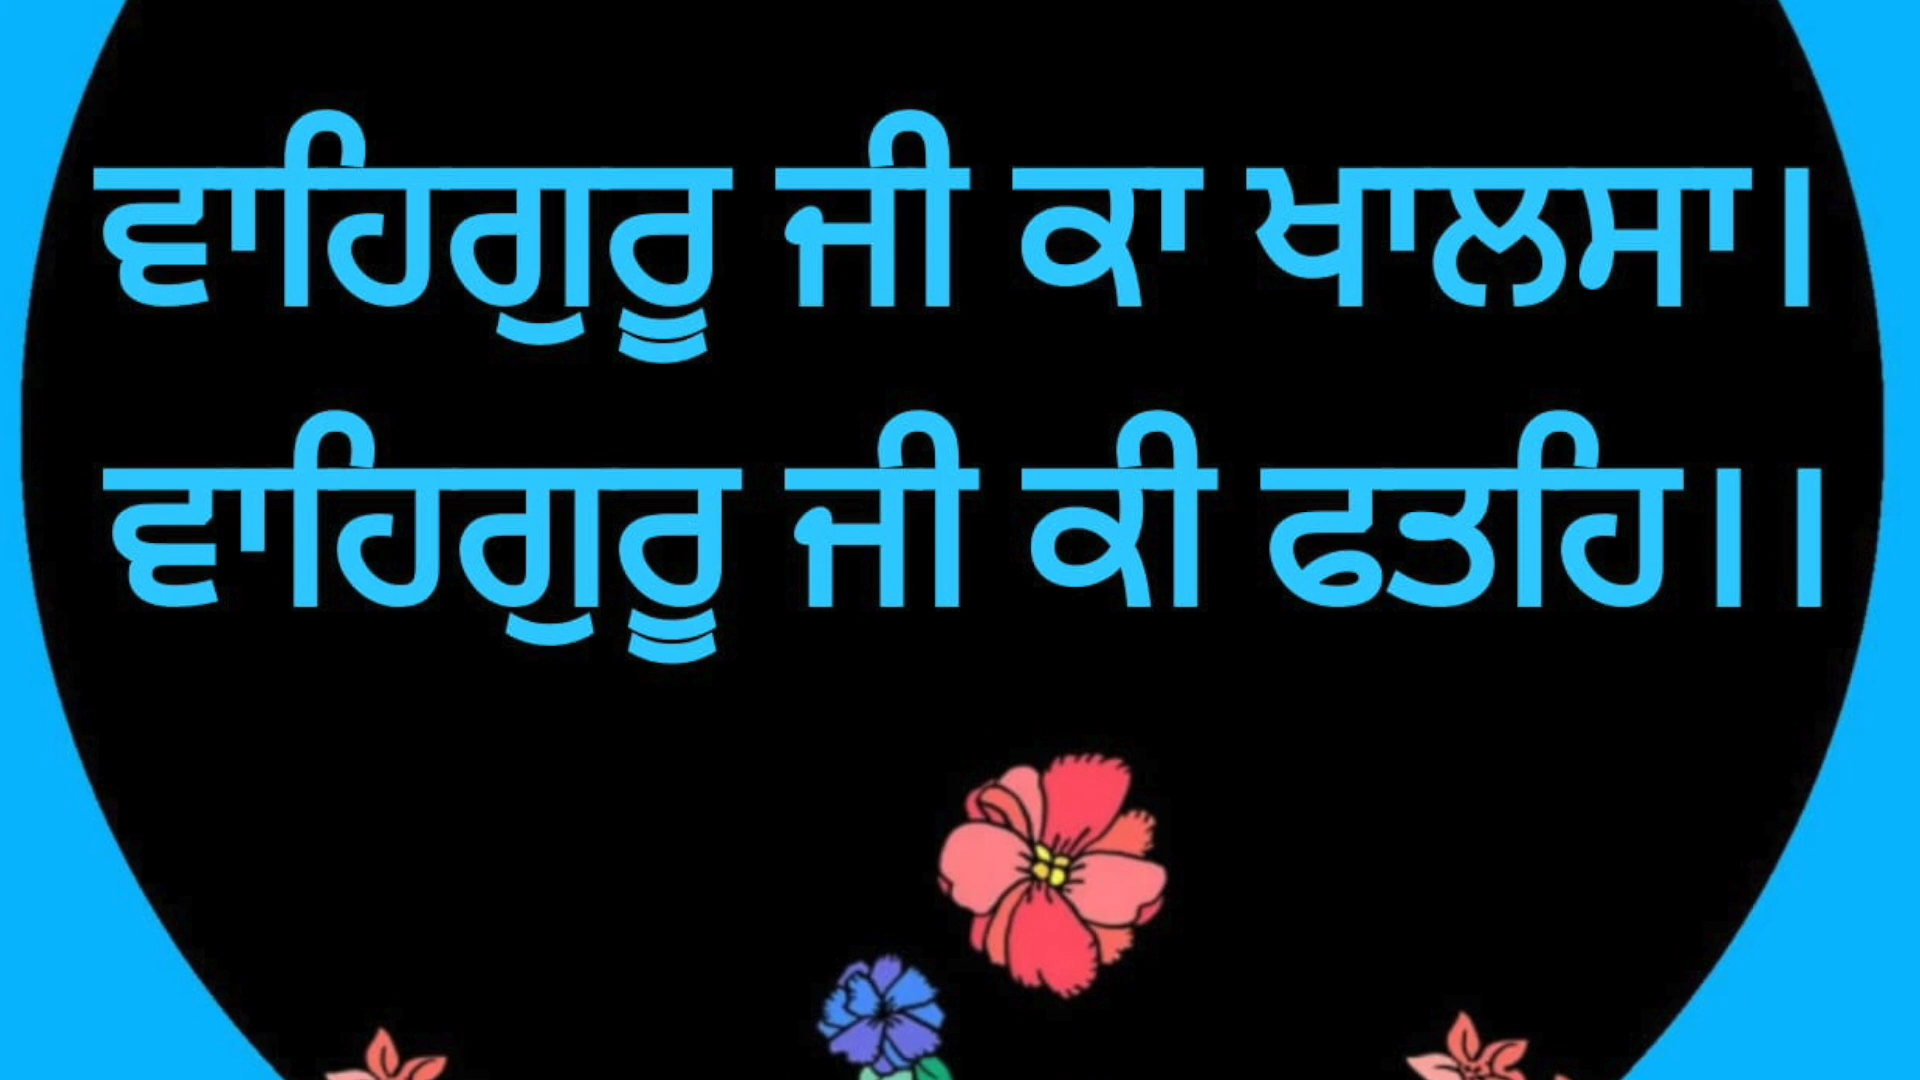 ਵਾਹਿਗੁਰੂ ਜੀ ਕਾ ਖਾਲਸਾ।
ਵਾਹਿਗੁਰੂ ਜੀ ਕੀ ਫਤਹਿ।।